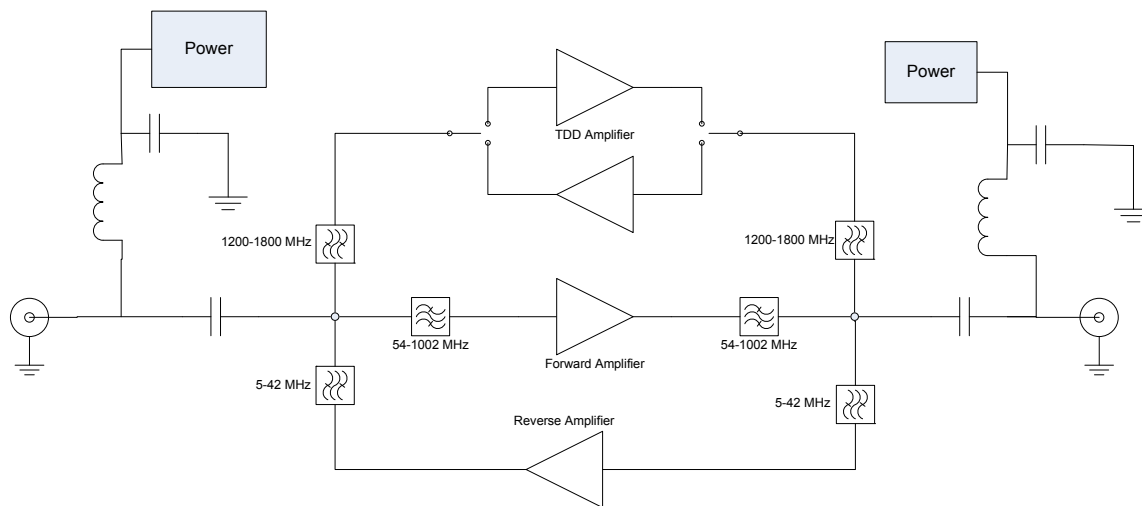 Power
Power
TDD Amplifier
1200-1800 MHz
1200-1800 MHz
54-1002 MHz
Forward Amplifier
54-1002 MHz
5-42 MHz
5-42 MHz
Reverse Amplifier